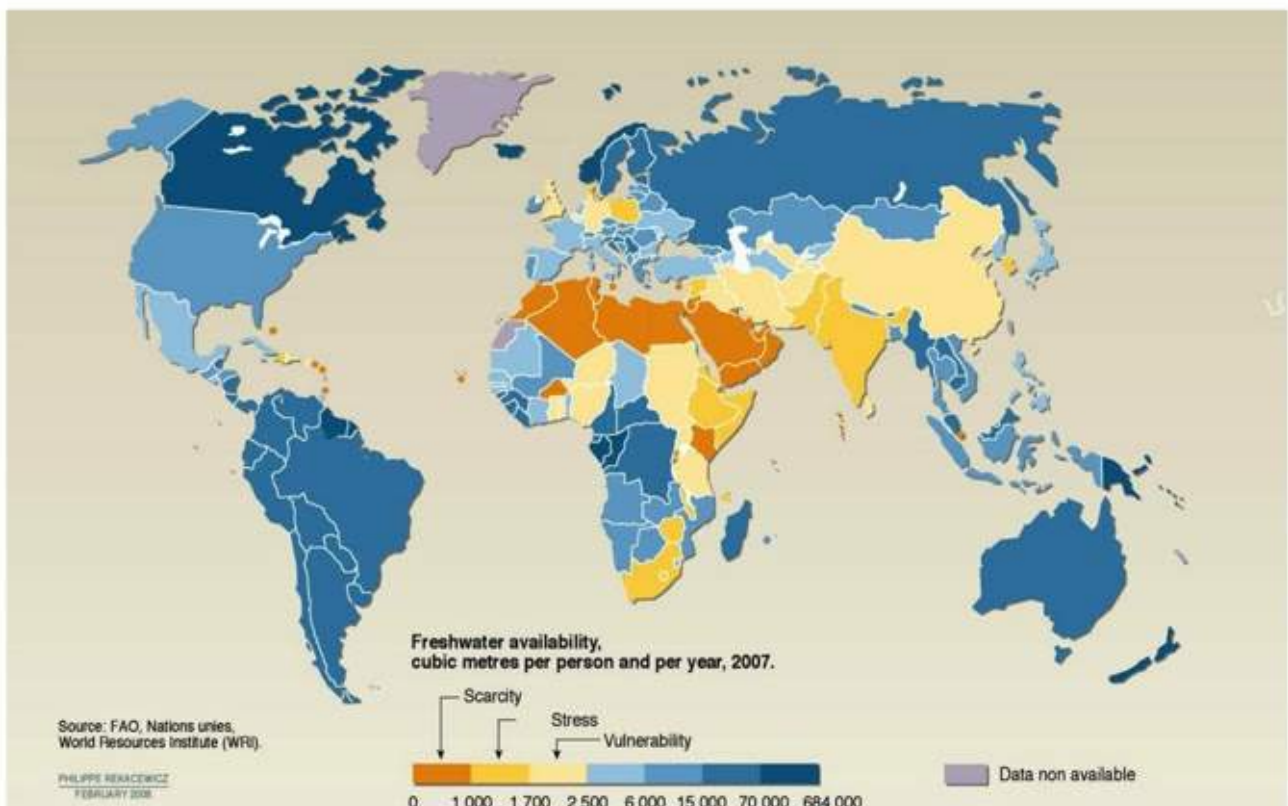 Freshwater availability,
cubic metres per person and per year, 2007.
Scarcity
Stress
Vulnerability
0 1 000 1 700 2 500 6 000 15 000 70 000 684 000
Data non available
Source: FAO, Nations unies,
World Resources Institute (WRI).
PHILIPPE REKACEWICZ
FEBRUARY 2008